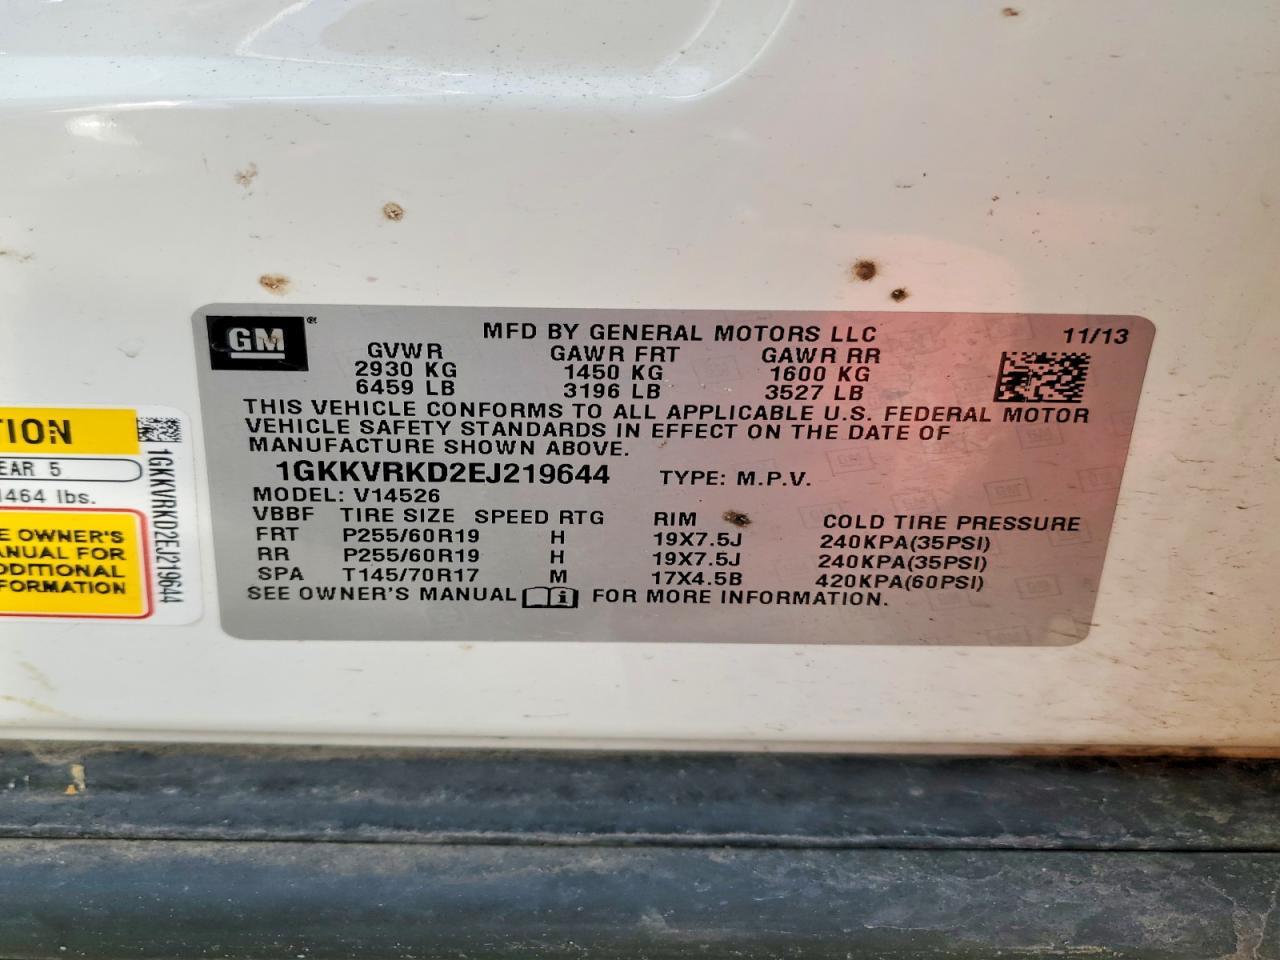 GM
MFD BY GENERAL MOTORS LLC 11/13
GVWR GAWR FRT GAWR RR
2930 KG 1450 KG 1600 KG
6459 LB 3196 LB 3527 LB
THIS VEHICLE CONFORMS TO ALL APPLICABLE U.S. FEDERAL MOTOR
VEHICLE SAFETY STANDARDS IN EFFECT ON THE DATE OF
MANUFACTURE SHOWN ABOVE.
1GKKVRKD2EJ219644 TYPE: M.P.V.
MODEL: V14526
VBBF TIRE SIZE SPEED RTG RIM COLD TIRE PRESSURE
FRT P255/60R19 H 19X7.5J 240KPA(35PSI)
RR P255/60R19 H 19X7.5J 240KPA(35PSI)
SPA T145/70R17 M 17X4.5B 420KPA(60PSI)
SEE OWNER'S MANUAL i FOR MORE INFORMATION.
TION
EAR 5
1464 lbs.
E OWNER'S
ANUAL FOR
DDITIONAL
FORMATION
1GKKVRKD2EJ219644